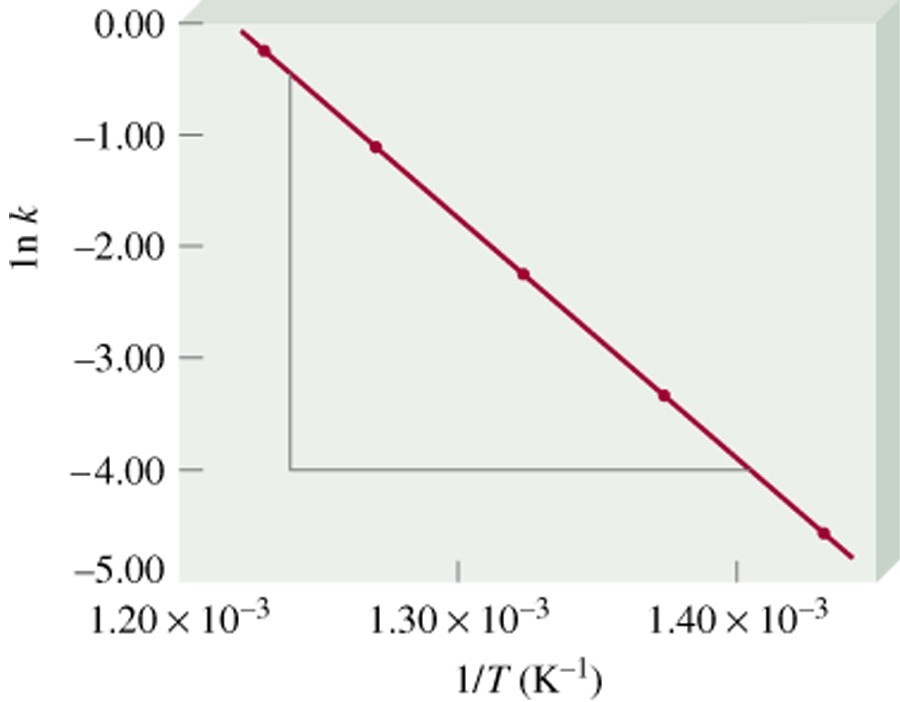 0.00
–1.00
–2.00
–3.00
–4.00
–5.00
ln k
1.20 × 10⁻³
1.30 × 10⁻³
1.40 × 10⁻³
1/T (K⁻¹)